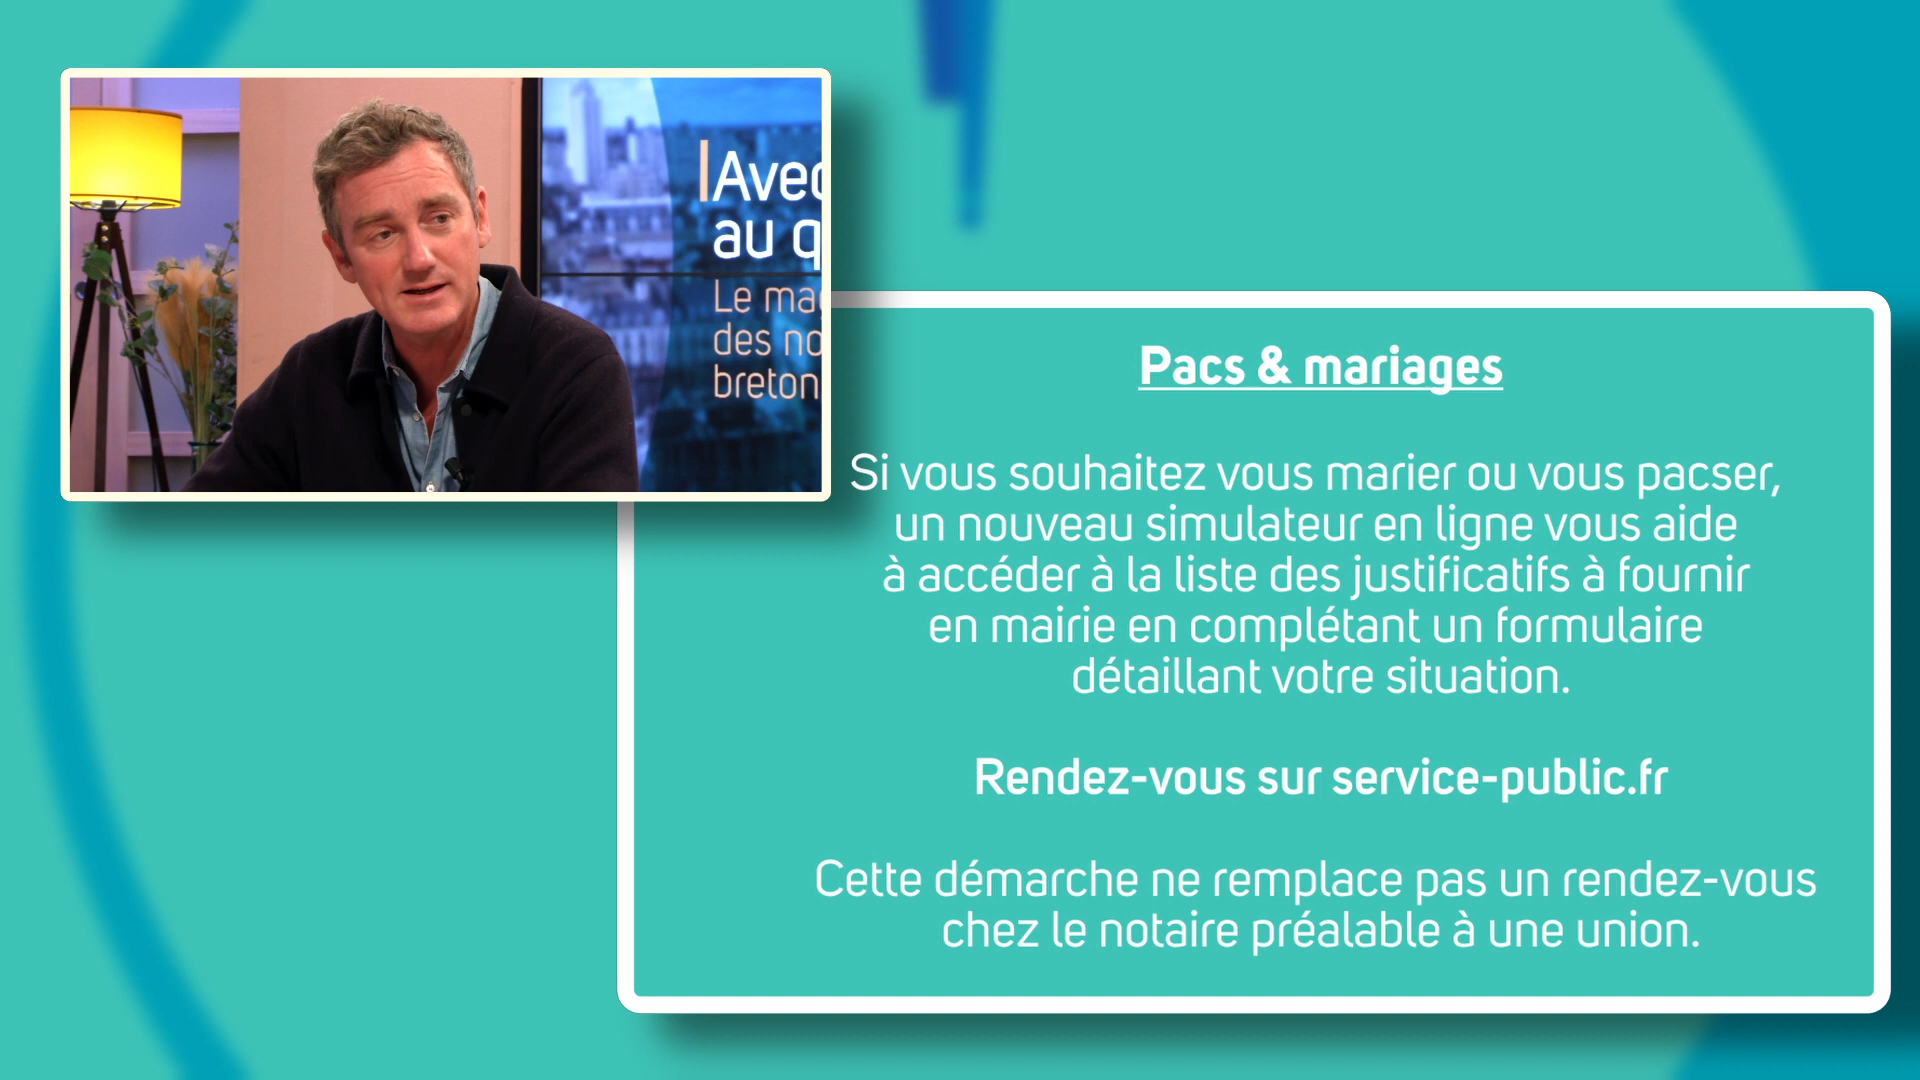 Avec
au q
Le ma
des no
breton
Pacs & mariages
Si vous souhaitez vous marier ou vous pacser,
un nouveau simulateur en ligne vous aide
à accéder à la liste des justificatifs à fournir
en mairie en complétant un formulaire
détaillant votre situation.
Rendez-vous sur service-public.fr
Cette démarche ne remplace pas un rendez-vous
chez le notaire préalable à une union.